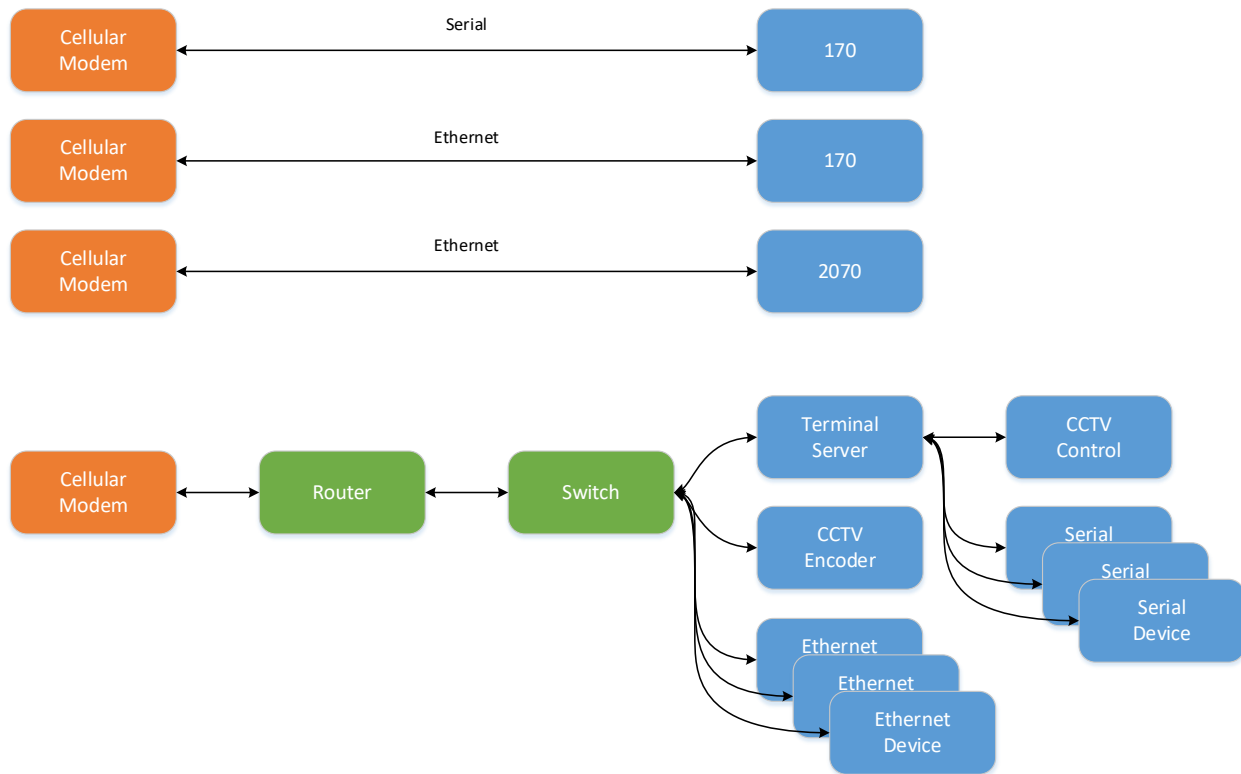 Serial
Cellular
Modem
170
Ethernet
Cellular
Modem
170
Ethernet
Cellular
Modem
2070
Terminal
Server
CCTV
Control
Cellular
Modem
Router
Switch
CCTV
Encoder
Serial
Serial
Serial
Device
Ethernet
Ethernet
Ethernet
Device